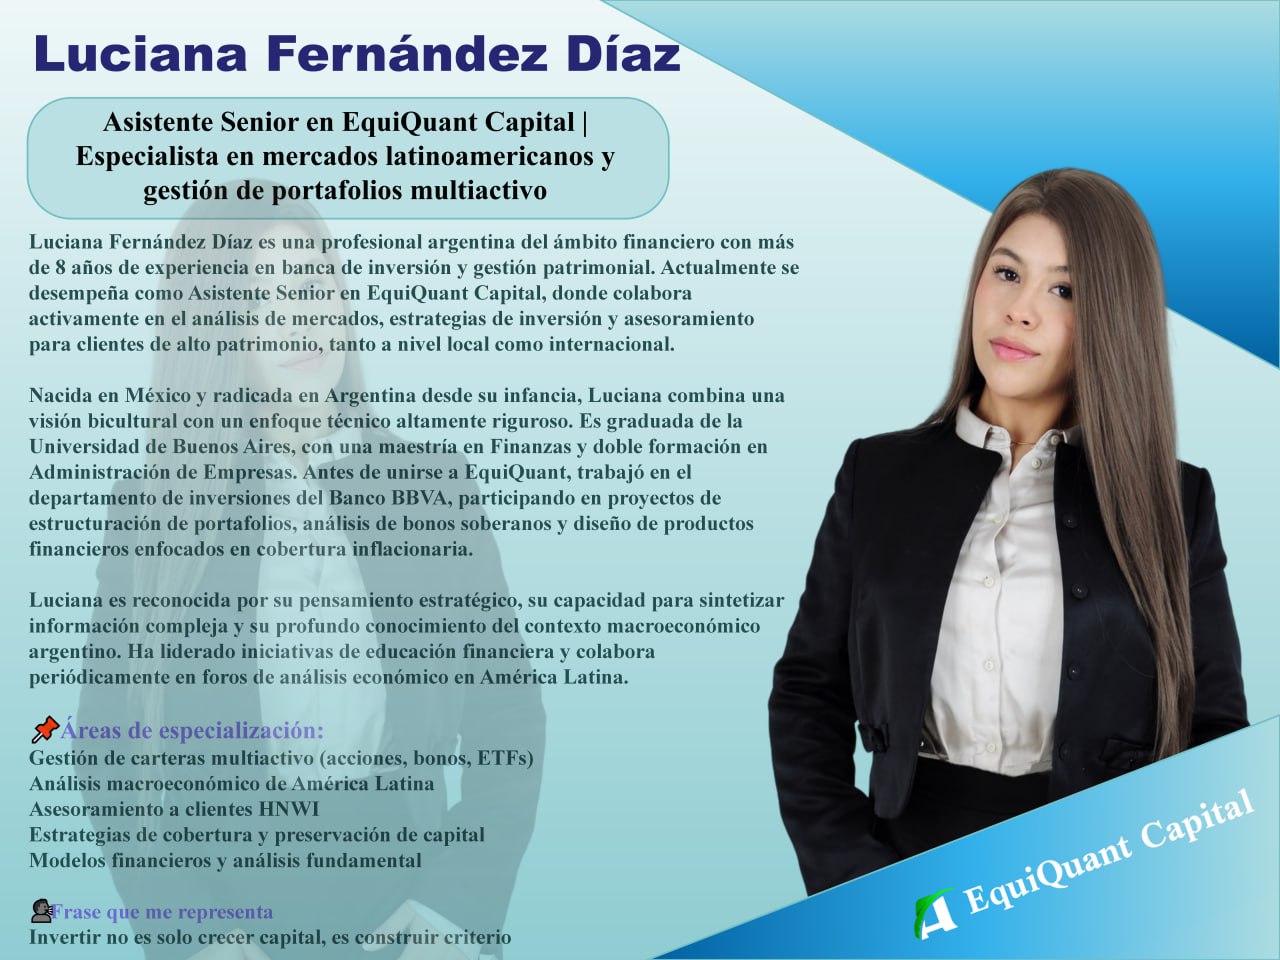 Luciana Fernández Díaz
Asistente Senior en EquiQuant Capital |
Especialista en mercados latinoamericanos y
gestión de portafolios multiactivo
Luciana Fernández Díaz es una profesional argentina del ámbito financiero con más
de 8 años de experiencia en banca de inversión y gestión patrimonial. Actualmente se
desempeña como Asistente Senior en EquiQuant Capital, donde colabora
activamente en el análisis de mercados, estrategias de inversión y asesoramiento
para clientes de alto patrimonio, tanto a nivel local como internacional.
Nacida en México y radicada en Argentina desde su infancia, Luciana combina una
visión bicultural con un enfoque técnico altamente riguroso. Es graduada de la
Universidad de Buenos Aires, con una maestría en Finanzas y doble formación en
Administración de Empresas. Antes de unirse a EquiQuant, trabajó en el
departamento de inversiones del Banco BBVA, participando en proyectos de
estructuración de portafolios, análisis de bonos soberanos y diseño de productos
financieros enfocados en cobertura inflacionaria.
Luciana es reconocida por su pensamiento estratégico, su capacidad para sintetizar
información compleja y su profundo conocimiento del contexto macroeconómico
argentino. Ha liderado iniciativas de educación financiera y colabora
periódicamente en foros de análisis económico en América Latina.
Áreas de especialización:
Gestión de carteras multiactivo (acciones, bonos, ETFs)
Análisis macroeconómico de América Latina
Asesoramiento a clientes HNWI
Estrategias de cobertura y preservación de capital
Modelos financieros y análisis fundamental
Frase que me representa
Invertir no es solo crecer capital, es construir criterio
EquiQuant Capital